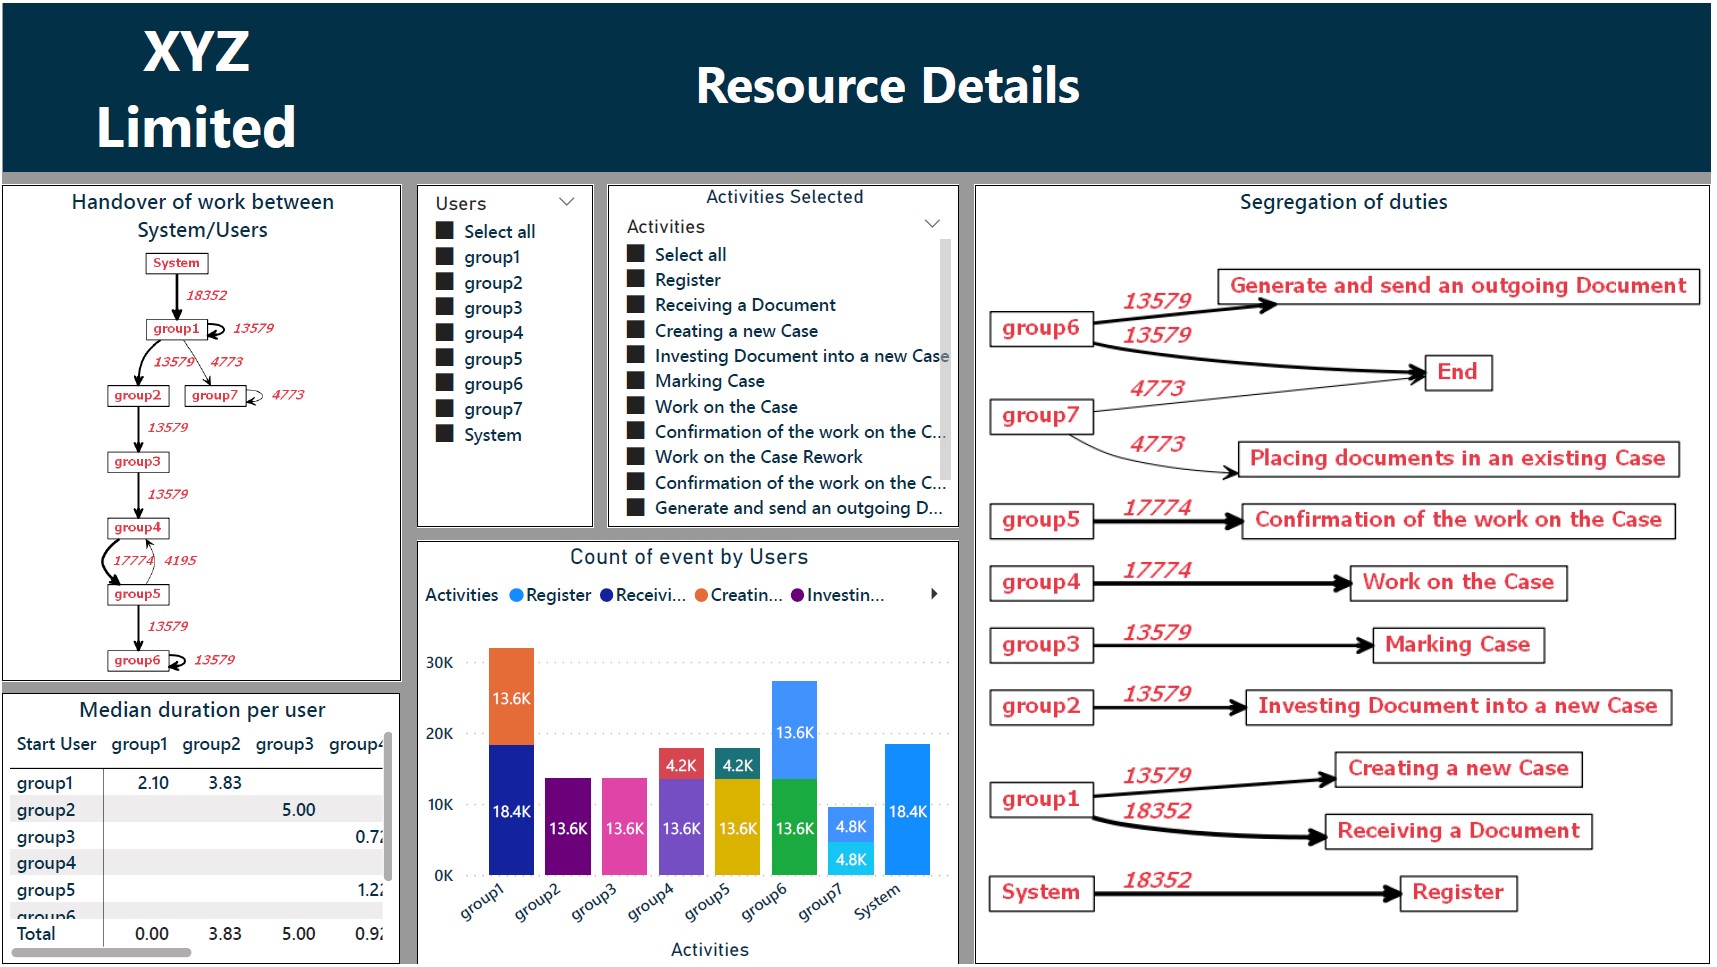 XYZ
Limited
Resource Details
Handover of work between
System/Users
System
18352
group1
13579
13579
4773
group2
group7
4773
13579
group3
13579
group4
17774
4195
group5
13579
group6
13579
Users
Select all
group1
group2
group3
group4
group5
group6
group7
System
Activities Selected
Activities
Select all
Register
Receiving a Document
Creating a new Case
Investing Document into a new Case
Marking Case
Work on the Case
Confirmation of the work on the C...
Work on the Case Rework
Confirmation of the work on the C...
Generate and send an outgoing D...
Segregation of duties
group6
13579
Generate and send an outgoing Document
13579
End
group7
4773
4773
Placing documents in an existing Case
group5
17774
Confirmation of the work on the Case
group4
17774
Work on the Case
group3
13579
Marking Case
group2
13579
Investing Document into a new Case
group1
13579
Creating a new Case
18352
Receiving a Document
System
18352
Register
Median duration per user
Start User group1 group2 group3 group4
group1 2.10 3.83
group2 5.00
group3 0.72
group4
group5 1.22
group6
Total 0.00 3.83 5.00 0.92
Count of event by Users
Activities Register Receivi... Creatin... Investin...
30K
20K
10K
0K
13.6K
18.4K
13.6K
13.6K
4.2K
13.6K
4.2K
13.6K
13.6K
13.6K
4.8K
4.8K
18.4K
group1
group2
group3
group4
group5
group6
group7
System
Activities